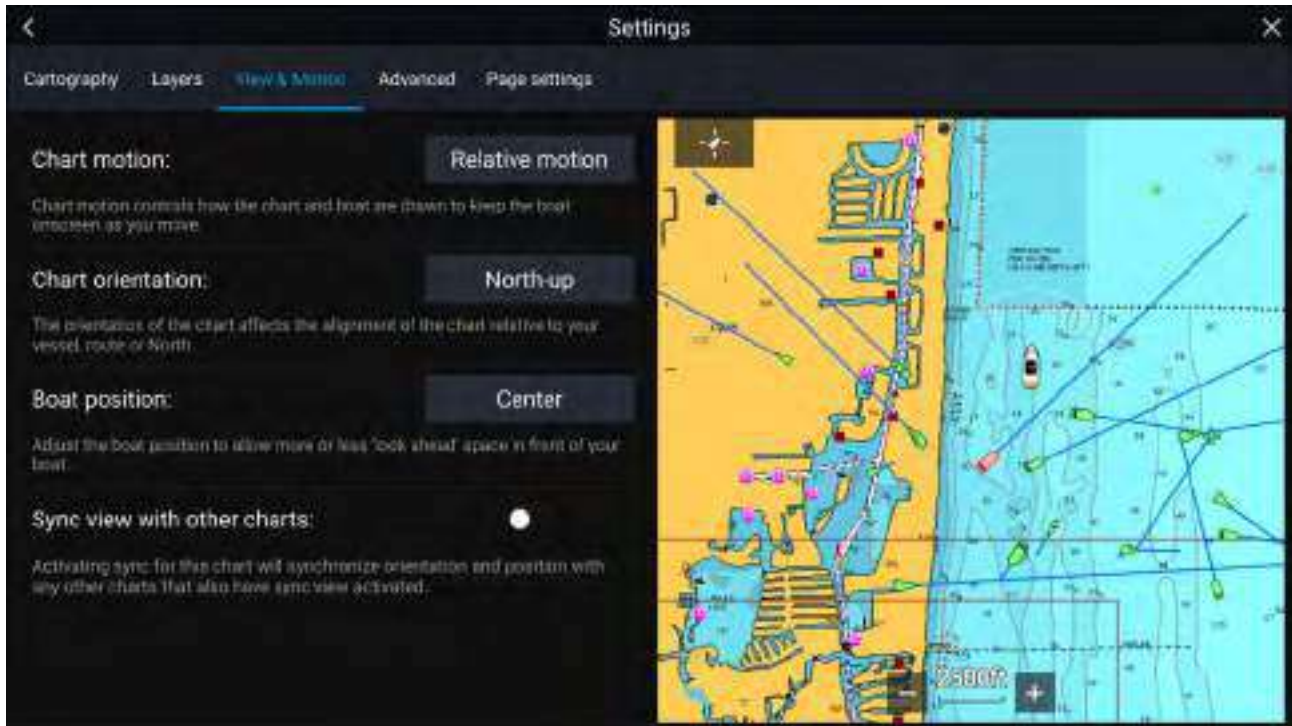 Settings
Cartography Layers View & Motion Advanced Page settings
Chart motion: Relative motion
Chart motion controls how the chart and boat are drawn to keep the boat
onscreen as you move.
Chart orientation: North-up
The orientation of the chart affects the alignment of the chart relative to your
vessel, route or North.
Boat position: Center
Adjust the boat position to allow more or less 'look ahead' space in front of your
boat.
Sync view with other charts:
Activating sync for this chart will synchronize orientation and position with
any other charts that also have sync view activated.